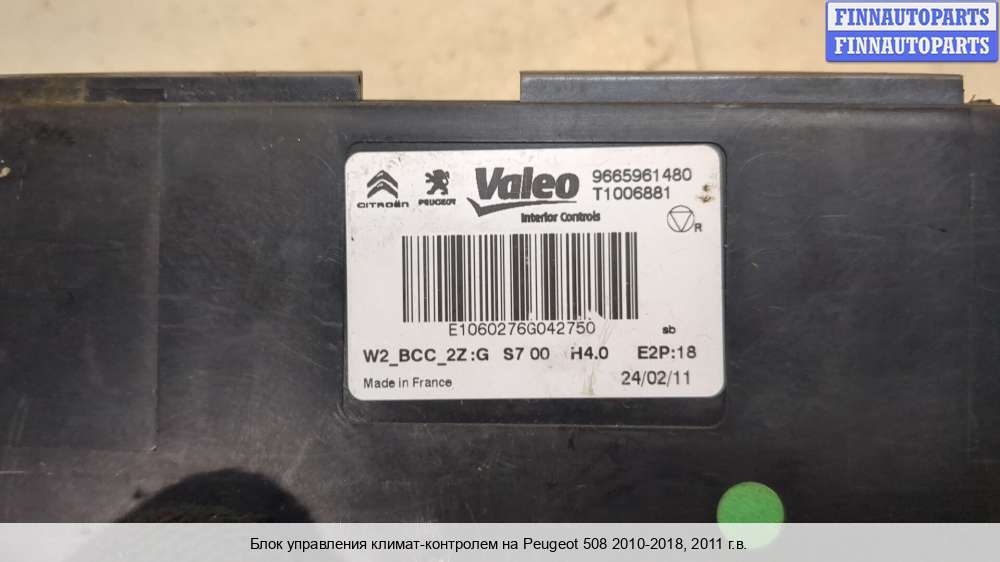 FINNAUTOPARTS
FINNAUTOPARTS
CITROËN PEUGEOT Valeo 9665961480
T1006881
Interior Controls
R
E1060276G042750
sb
W2_BCC_2Z:G S7 00 H4.0 E2P:18
Made in France 24/02/11
Блок управления климат-контролем на Peugeot 508 2010-2018, 2011 г.в.